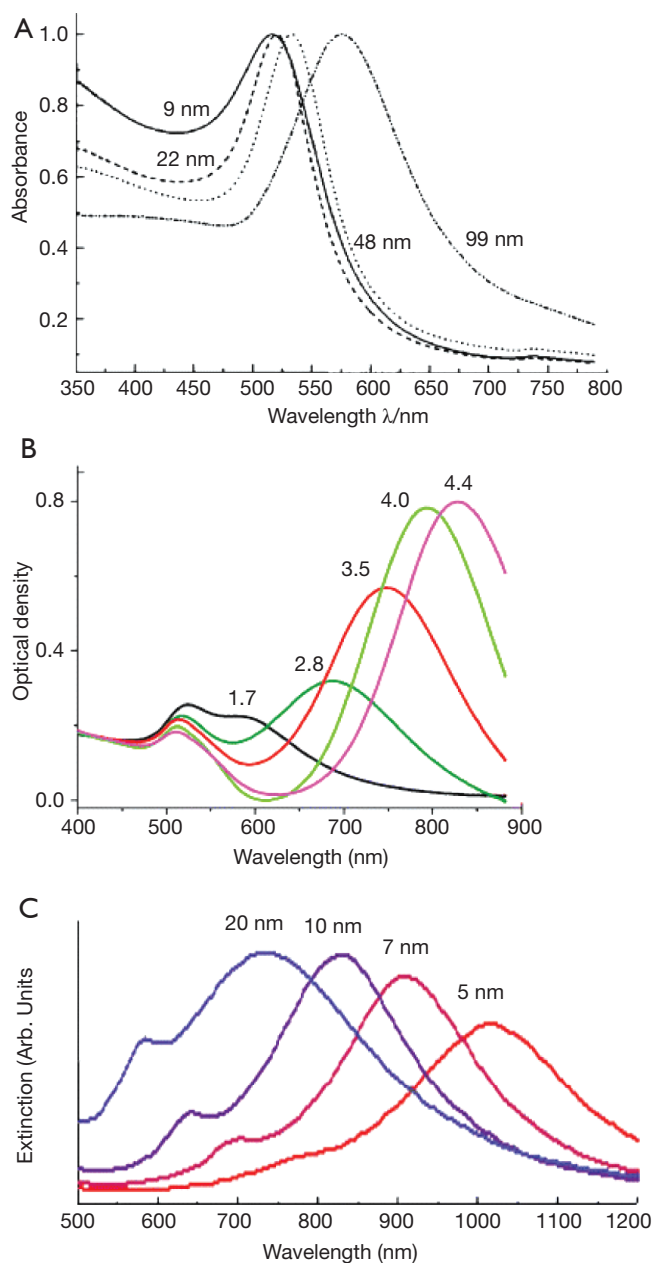 A
1.0
0.8
0.6
0.4
0.2
Absorbance
9 nm
22 nm
48 nm
99 nm
350 400 450 500 550 600 650 700 750 800
Wavelength λ/nm
B
0.8
0.4
0.0
Optical density
1.7
2.8
3.5
4.0
4.4
400 500 600 700 800 900
Wavelength (nm)
C
Extinction (Arb. Units
20 nm
10 nm
7 nm
5 nm
500 600 700 800 900 1000 1100 1200
Wavelength (nm)